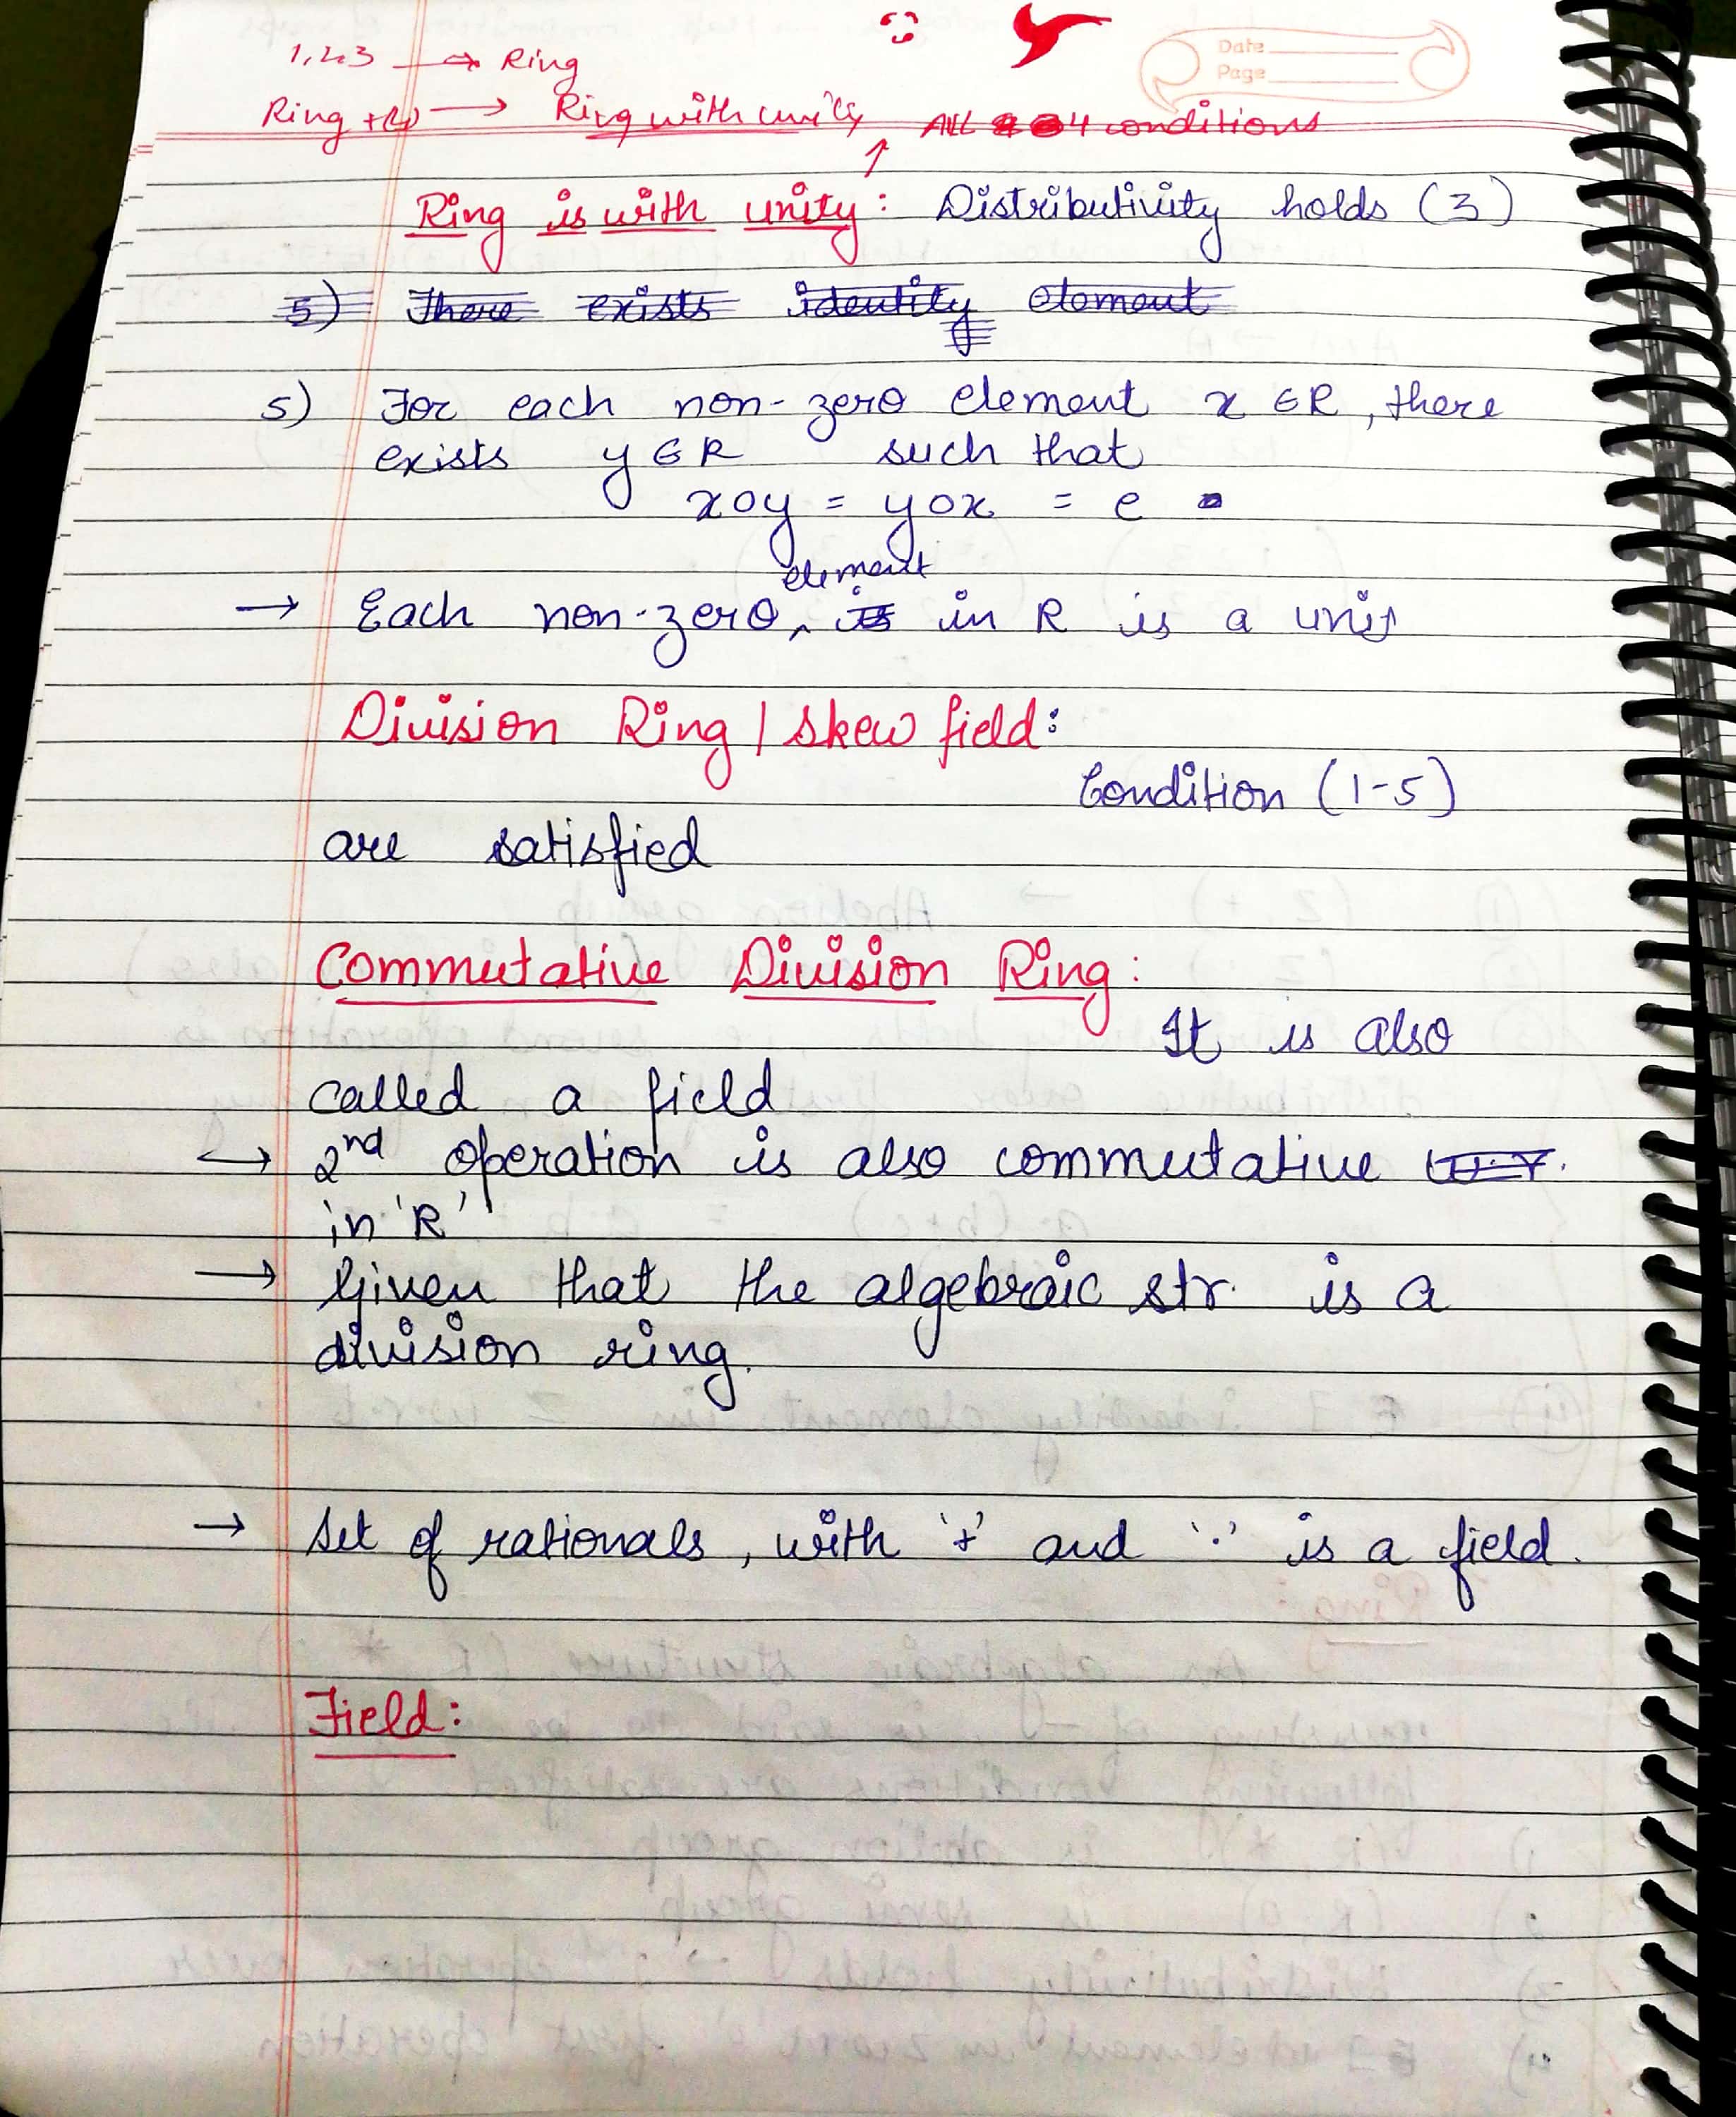 Date
Page
1,2,3 → Ring
Ring +(4) → Ring with unity All 4 conditions
↑
Ring is with unity: Distributivity holds (3)
5) There exists identity element
5) For each non-zero element x ∈ R, there
exists y ∈ R such that
xoy = yox = e
element
→ Each non-zero ^ in R is a unit
Division Ring / Skew field:
Condition (1-5)
are satisfied
Commutative Division Ring:
It is also
called a field
→ 2nd operation is also commutative
in 'R'
→ Given that the algebraic str. is a
division ring.
→ Set of rationals, with '+' and '·' is a field.
Field: